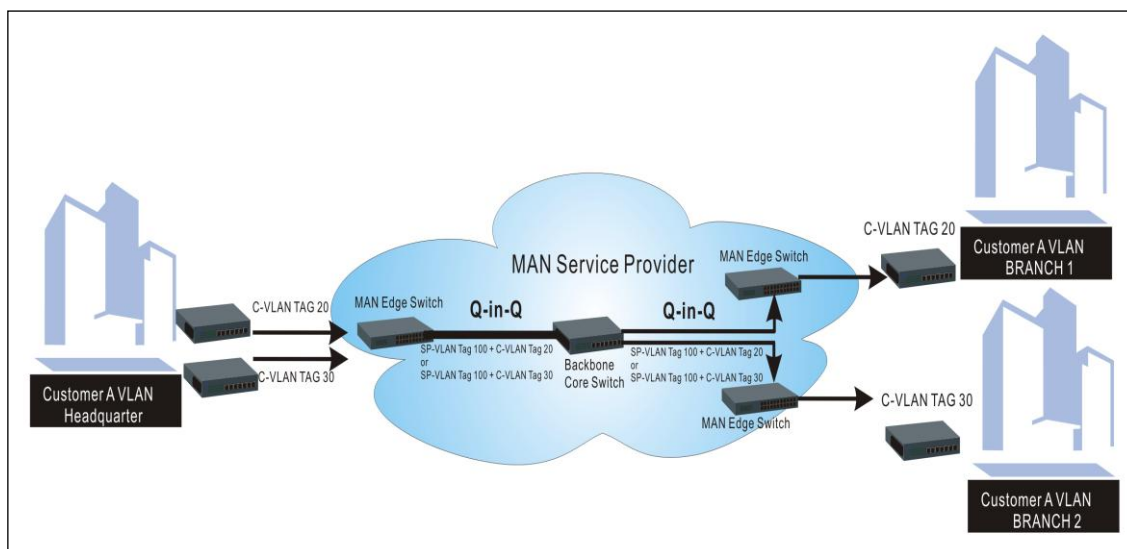 MAN Service Provider
C-VLAN TAG 20
C-VLAN TAG 30
Customer A VLAN
Headquarter
MAN Edge Switch
Q-in-Q
SP-VLAN Tag 100 + C-VLAN Tag 20
or
SP-VLAN Tag 100 + C-VLAN Tag 30
Backbone
Core Switch
Q-in-Q
SP-VLAN Tag 100 + C-VLAN Tag 20
or
SP-VLAN Tag 100 + C-VLAN Tag 30
MAN Edge Switch
MAN Edge Switch
C-VLAN TAG 20
Customer A VLAN
BRANCH 1
C-VLAN TAG 30
Customer A VLAN
BRANCH 2